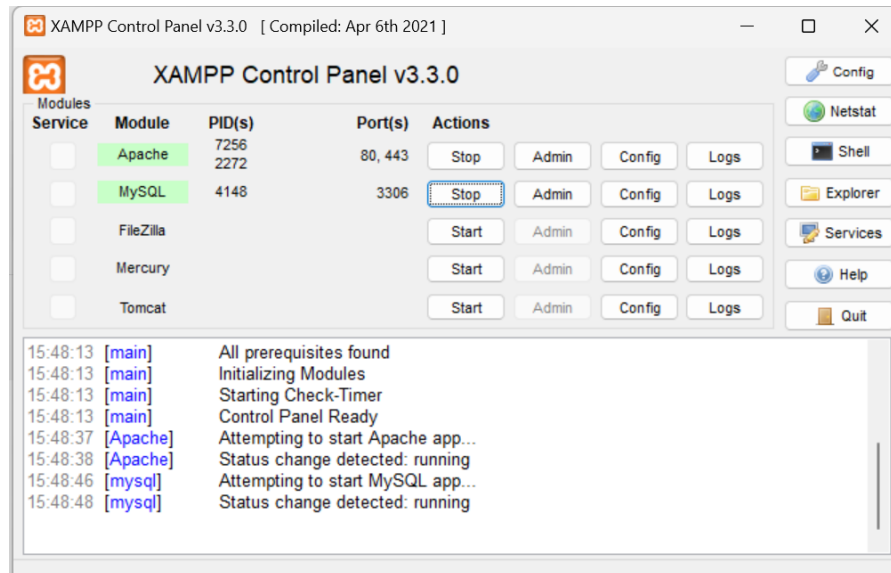 XAMPP Control Panel v3.3.0 [ Compiled: Apr 6th 2021 ]
XAMPP Control Panel v3.3.0
Config
Modules
Service Module PID(s) Port(s) Actions
Netstat
Apache 7256 2272 80, 443 Stop Admin Config Logs
Shell
MySQL 4148 3306 Stop Admin Config Logs
Explorer
FileZilla Start Admin Config Logs
Services
Mercury Start Admin Config Logs
Help
Tomcat Start Admin Config Logs
Quit
15:48:13 [main] All prerequisites found
15:48:13 [main] Initializing Modules
15:48:13 [main] Starting Check-Timer
15:48:13 [main] Control Panel Ready
15:48:37 [Apache] Attempting to start Apache app...
15:48:38 [Apache] Status change detected: running
15:48:46 [mysql] Attempting to start MySQL app...
15:48:48 [mysql] Status change detected: running